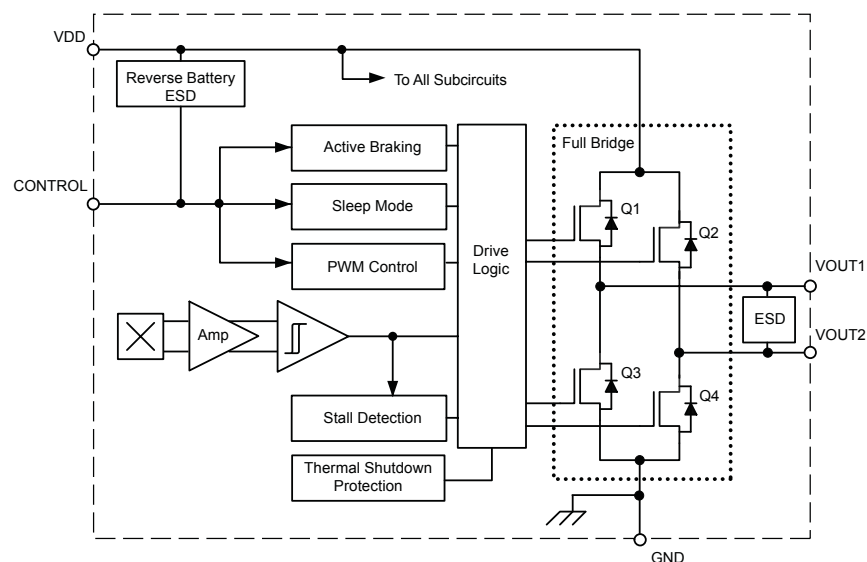 VDD
Reverse Battery
ESD
To All Subcircuits
Full Bridge
Active Braking
CONTROL
Sleep Mode
Q1
Q2
Drive
Logic
PWM Control
VOUT1
Amp
ESD
VOUT2
Q3
Q4
Stall Detection
Thermal Shutdown
Protection
GND